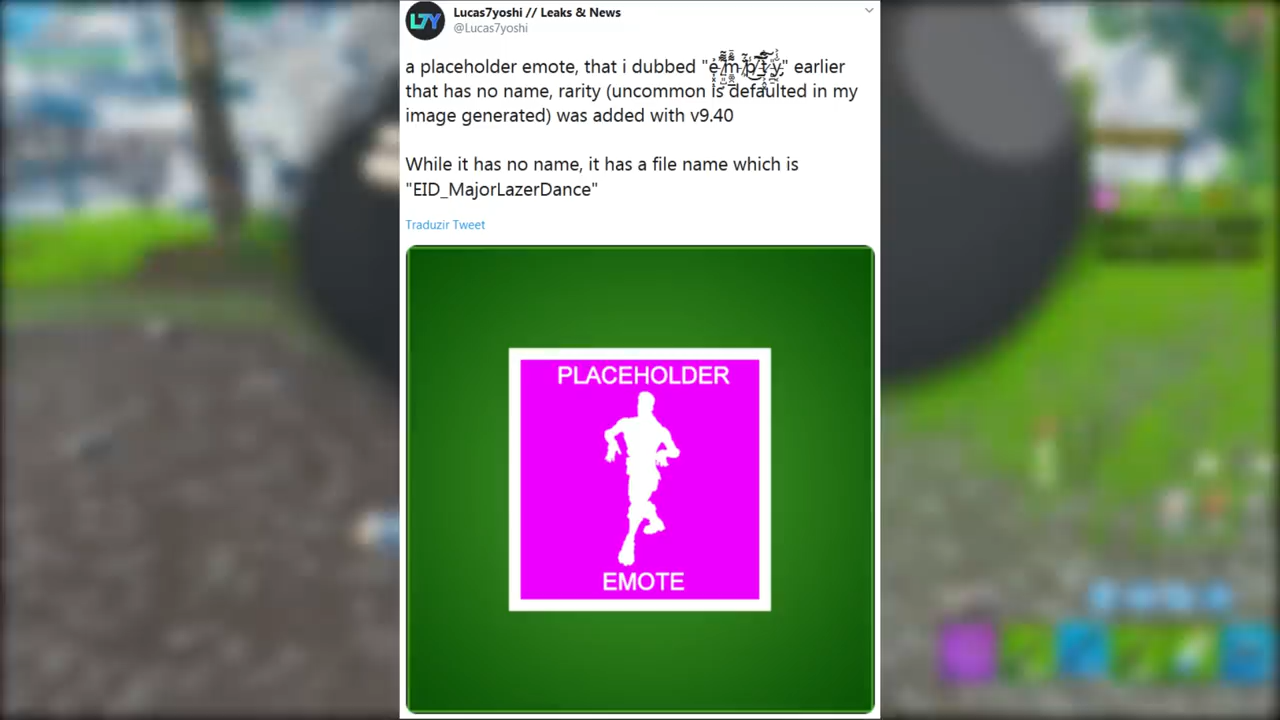 L7Y
Lucas7yoshi // Leaks & News
@Lucas7yoshi
a placeholder emote, that i dubbed "empty" earlier
that has no name, rarity (uncommon is defaulted in my
image generated) was added with v9.40
While it has no name, it has a file name which is
"EID_MajorLazerDance"
Traduzir Tweet
PLACEHOLDER
EMOTE